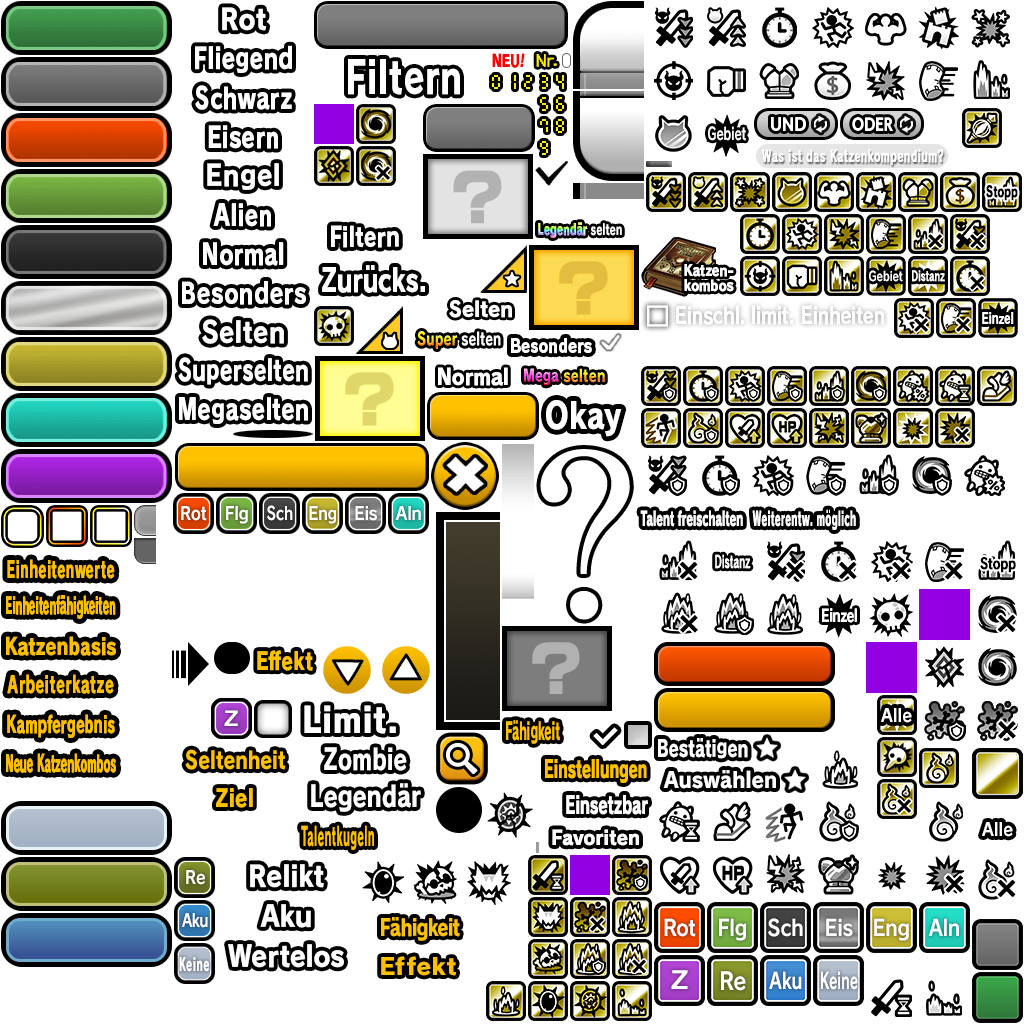 Rot
Fliegend
Schwarz
Eisern
Engel
Alien
Normal
Besonders
Selten
Superselten
Megaselten
Filtern
NEU! Nr.
0 1 2 3 4
5 6
9 8
9
UND
ODER
Gebiet
Was ist das Katzenkompendium?
Stopp
Legendär selten
Filtern
Zurücks.
Selten
Super selten
Besonders
Normal
Mega selten
Okay
Katzen-
kombos
Gebiet
Distanz
Einschl. limit. Einheiten
Einzel
HP
Rot
Flg
Sch
Eng
Eis
Aln
Talent freischalten
Weiterentw. möglich
Distanz
Stopp
Einzel
Einheitenwerte
Einheitenfähigkeiten
Katzenbasis
Arbeiterkatze
Kampfergebnis
Neue Katzenkombos
Effekt
Z
Limit.
Seltenheit
Zombie
Ziel
Legendär
Talentkugeln
Fähigkeit
Einstellungen
Einsetzbar
Favoriten
Bestätigen
Auswählen
Alle
Alle
HP
Re
Aku
Keine
Relikt
Aku
Wertelos
Fähigkeit
Effekt
Rot
Flg
Sch
Eis
Eng
Aln
Z
Re
Aku
Keine